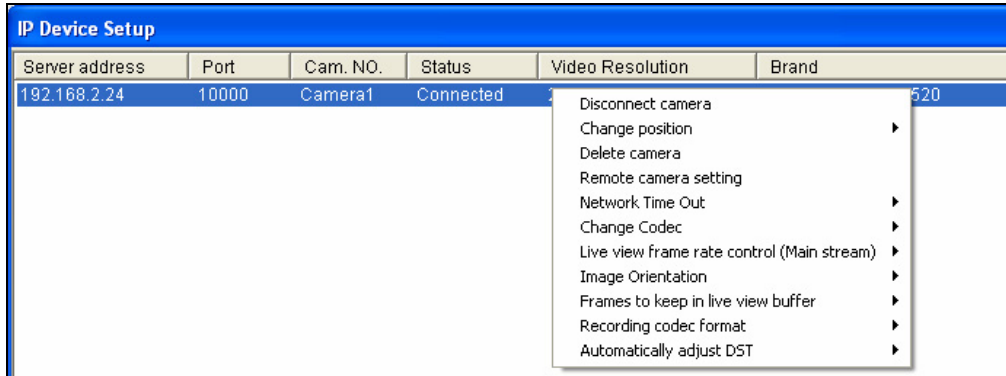 IP Device Setup
Server address Port Cam. NO. Status Video Resolution Brand
192.168.2.24 10000 Camera1 Connected 520
Disconnect camera
Change position
Delete camera
Remote camera setting
Network Time Out
Change Codec
Live view frame rate control (Main stream)
Image Orientation
Frames to keep in live view buffer
Recording codec format
Automatically adjust DST